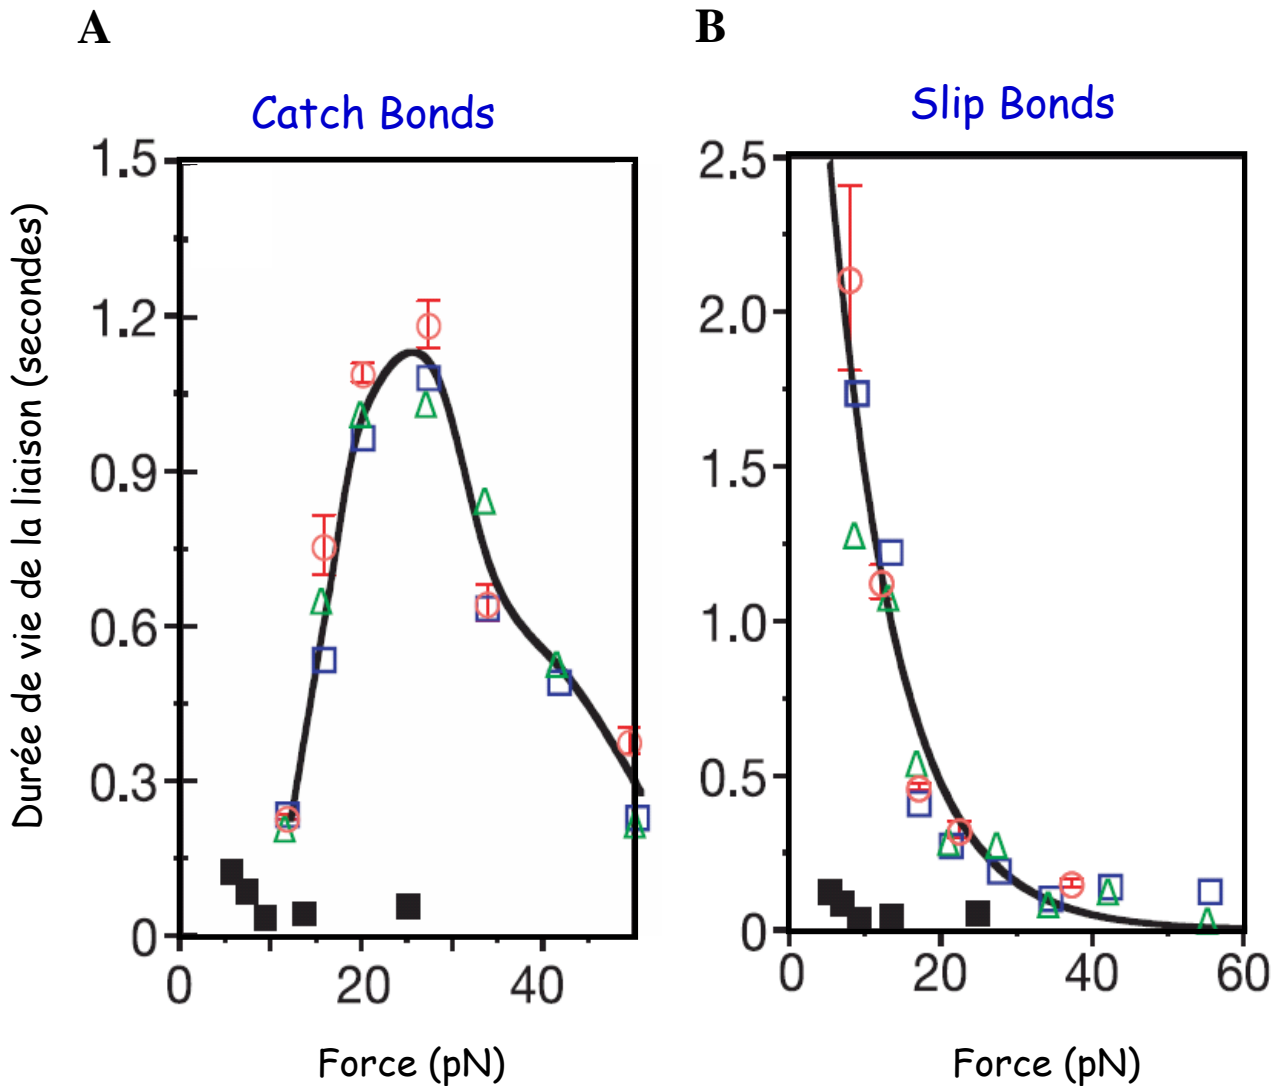 A
B
Catch Bonds
Slip Bonds
Durée de vie de la liaison (secondes)
1.5
1.2
0.9
0.6
0.3
0
0
20
40
Force (pN)
2.5
2.0
1.5
1.0
0.5
0
0
20
40
60
Force (pN)